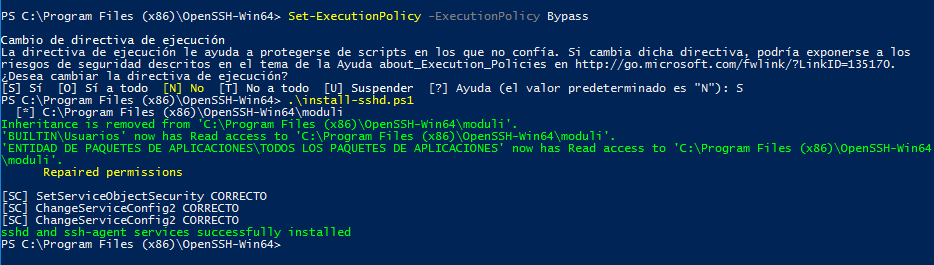 PS C:\Program Files (x86)\OpenSSH-Win64> Set-ExecutionPolicy -ExecutionPolicy Bypass
Cambio de directiva de ejecución
La directiva de ejecución le ayuda a protegerse de scripts en los que no confía. Si cambia dicha directiva, podría exponerse a los
riesgos de seguridad descritos en el tema de la Ayuda about_Execution_Policies en http://go.microsoft.com/fwlink/?LinkID=135170.
¿Desea cambiar la directiva de ejecución?
[S] Sí  [O] Sí a todo  [N] No  [T] No a todo  [U] Suspender  [?] Ayuda (el valor predeterminado es "N"): S
PS C:\Program Files (x86)\OpenSSH-Win64> .\install-sshd.ps1
[*] C:\Program Files (x86)\OpenSSH-Win64\moduli
Inheritance is removed from 'C:\Program Files (x86)\OpenSSH-Win64\moduli'.
'BUILTIN\Usuarios' now has Read access to 'C:\Program Files (x86)\OpenSSH-Win64\moduli'.
'ENTIDAD DE PAQUETES DE APLICACIONES\TODOS LOS PAQUETES DE APLICACIONES' now has Read access to 'C:\Program Files (x86)\OpenSSH-Win64
\moduli'.
Repaired permissions
[SC] SetServiceObjectSecurity CORRECTO
[SC] ChangeServiceConfig2 CORRECTO
[SC] ChangeServiceConfig2 CORRECTO
sshd and ssh-agent services successfully installed
PS C:\Program Files (x86)\OpenSSH-Win64>